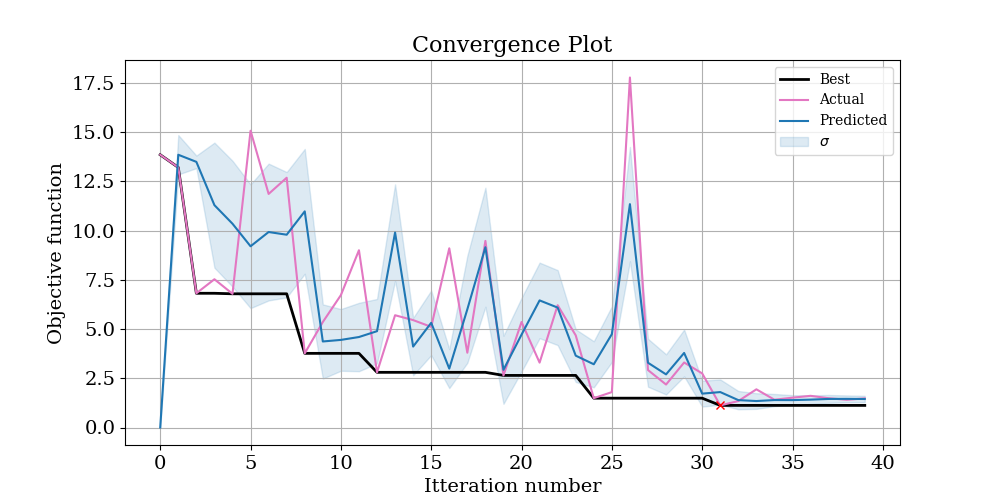 Convergence Plot
Objective function
17.5
15.0
12.5
10.0
7.5
5.0
2.5
0.0
Best
Actual
Predicted
σ
0 5 10 15 20 25 30 35 40
Itteration number